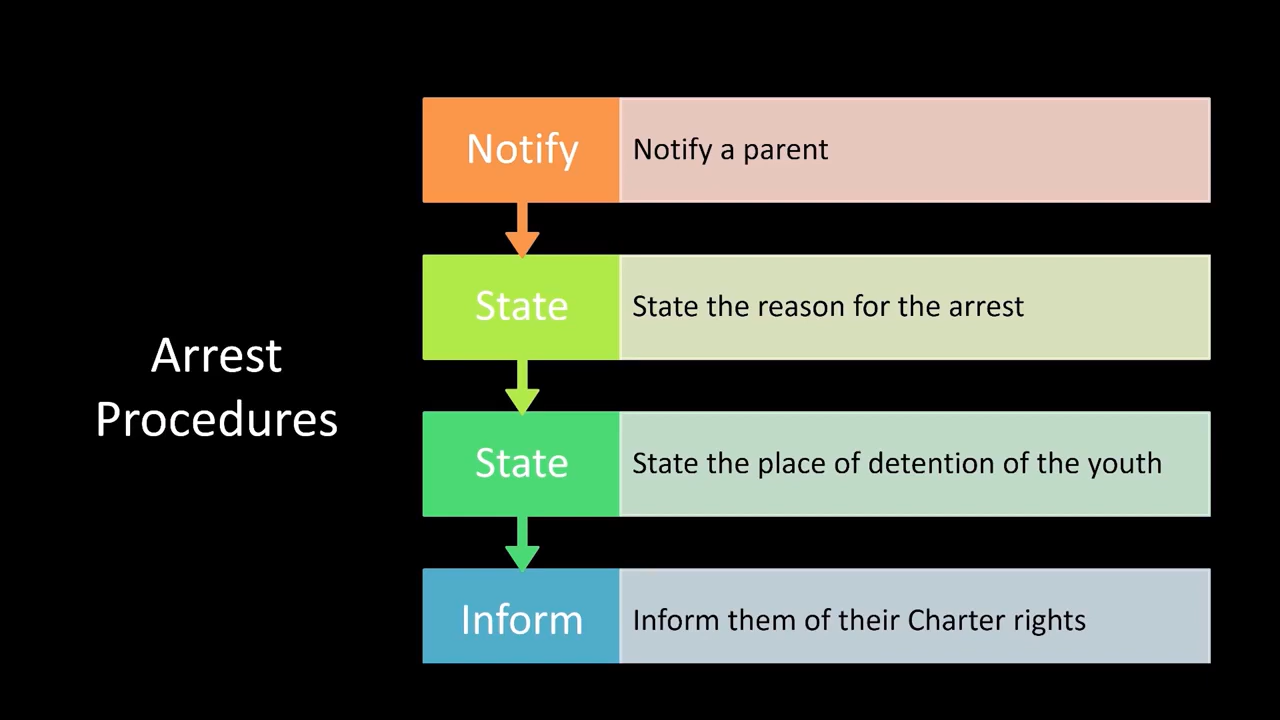 Arrest
Procedures
Notify
Notify a parent
State
State the reason for the arrest
State
State the place of detention of the youth
Inform
Inform them of their Charter rights